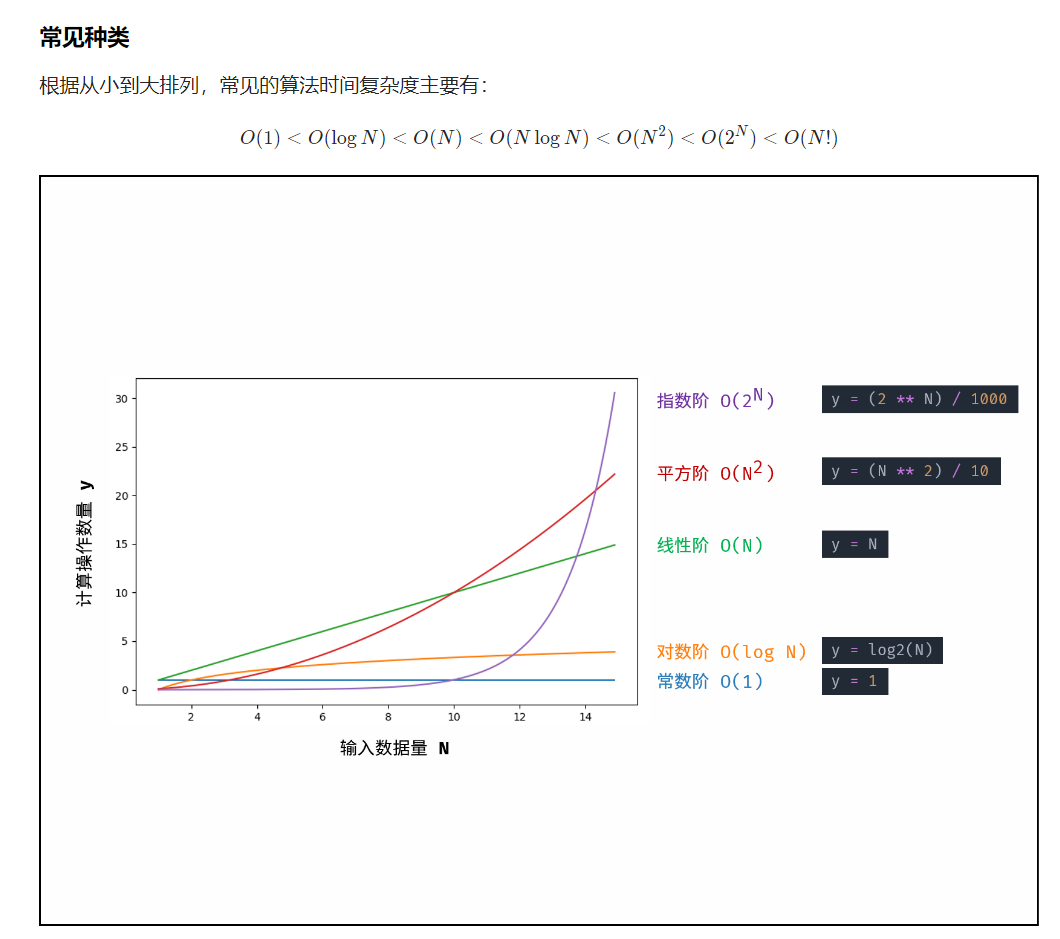 常见种类
根据从小到大排列，常见的算法时间复杂度主要有：
O(1) < O(log N) < O(N) < O(N log N) < O(N²) < O(2ᴺ) < O(N!)
30
25
20
15
10
5
0
2 4 6 8 10 12 14
计算操作数量 y
输入数据量 N
指数阶 O(2ᴺ) y = (2 ** N) / 1000
平方阶 O(N²) y = (N ** 2) / 10
线性阶 O(N) y = N
对数阶 O(log N) y = log2(N)
常数阶 O(1) y = 1